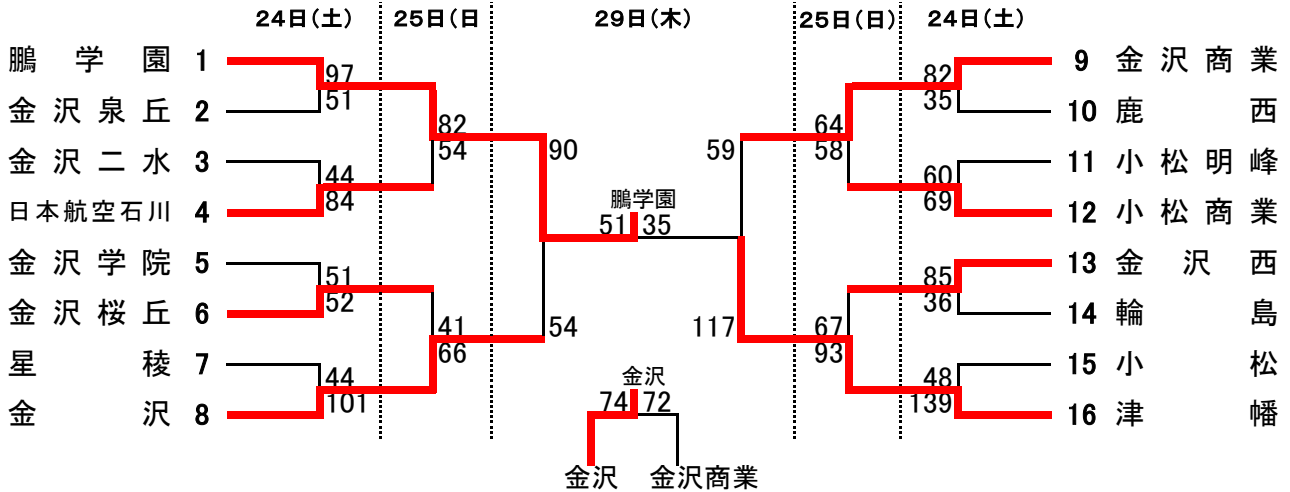 24日(土) 25日(日 29日(木) 25日(日) 24日(土)
鵬学園 1 97 82 9 金沢商業
金沢泉丘 2 51 82 64 35 10 鹿西
金沢二水 3 44 54 90 59 58 60 11 小松明峰
日本航空石川 4 84 69 12 小松商業
鵬学園
51 35
金沢学院 5 51 85 13 金沢西
金沢桜丘 6 52 41 54 117 67 36 14 輪島
星稜 7 44 66 93 48 15 小松
金沢 8 101 139 16 津幡
金沢
74 72
金沢 金沢商業